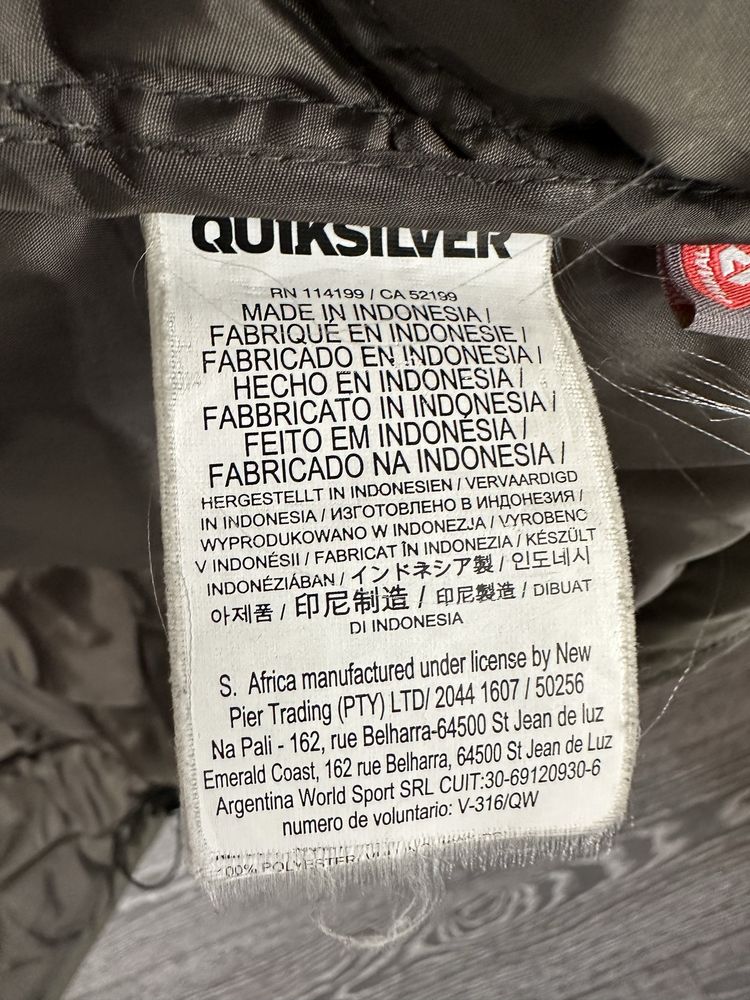 QUIKSILVER
RN 114199 / CA 52199
MADE IN INDONESIA /
FABRIQUÉ EN INDONESIE /
FABRICADO EN INDONESIA /
HECHO EN INDONESIA /
FABBRICATO IN INDONESIA /
FEITO EM INDONÉSIA /
FABRICADO NA INDONESIA /
HERGESTELLT IN INDONESIEN / VERVAARDIGD
IN INDONESIA / ИЗГОТОВЛЕНО В ИНДОНЕЗИЯ /
WYPRODUKOWANO W INDONEZJA / VYROBENO
V INDONÉSII / FABRICAT ÎN INDONEZIA / KÉSZÜLT
INDONÉZIÁBAN / インドネシア製 / 인도네시
아제품 / 印尼制造 / 印尼製造 / DIBUAT
DI INDONESIA
S. Africa manufactured under license by New
Pier Trading (PTY) LTD/ 2044 1607 / 50256
Na Pali - 162, rue Belharra-64500 St Jean de luz
Emerald Coast, 162 rue Belharra, 64500 St Jean de Luz
Argentina World Sport SRL CUIT:30-69120930-6
numero de voluntario: V-316/QW
100% POLYESTER/